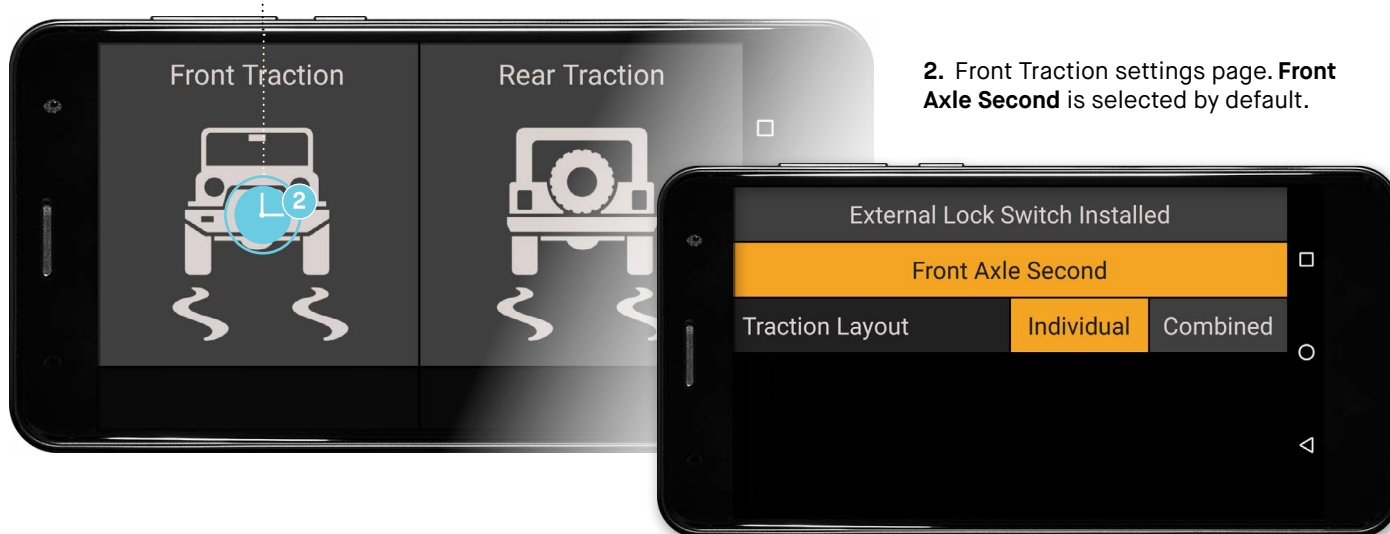 Front Traction
Rear Traction
2
2. Front Traction settings page. Front
Axle Second is selected by default.
External Lock Switch Installed
Front Axle Second
Traction Layout Individual Combined